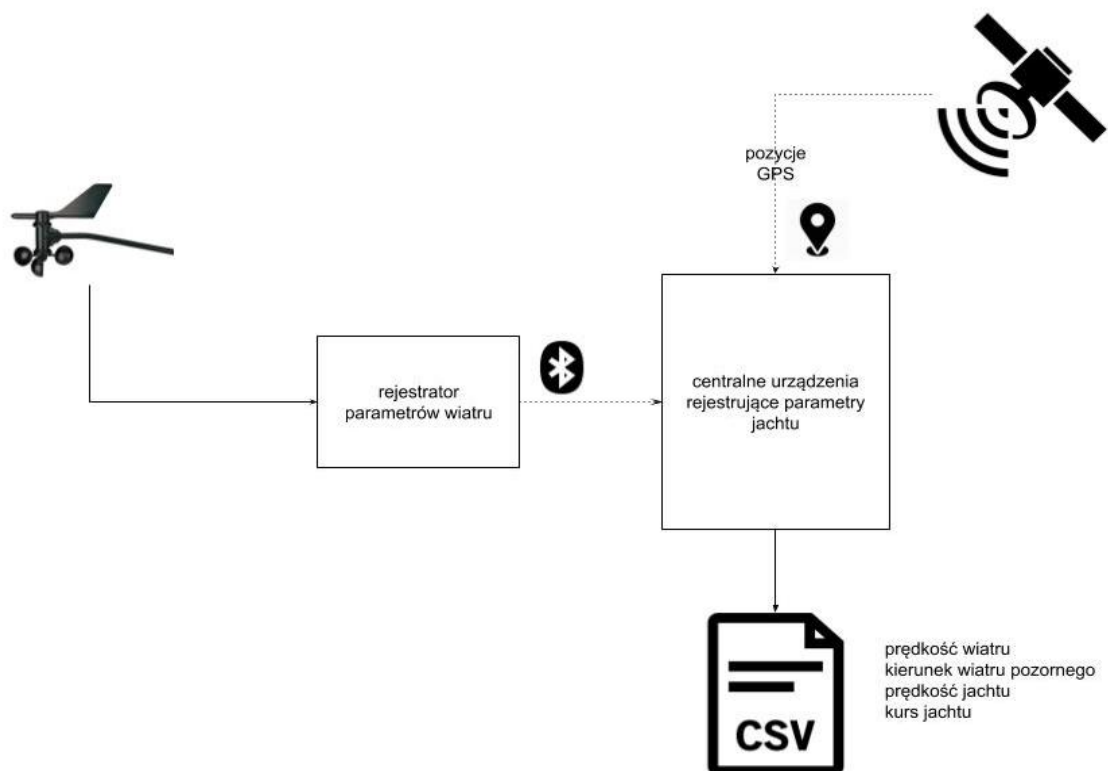 pozycje
GPS
rejestrator
parametrów wiatru
centralne urządzenia
rejestrujące parametry
jachtu
CSV
prędkość wiatru
kierunek wiatru pozornego
prędkość jachtu
kurs jachtu